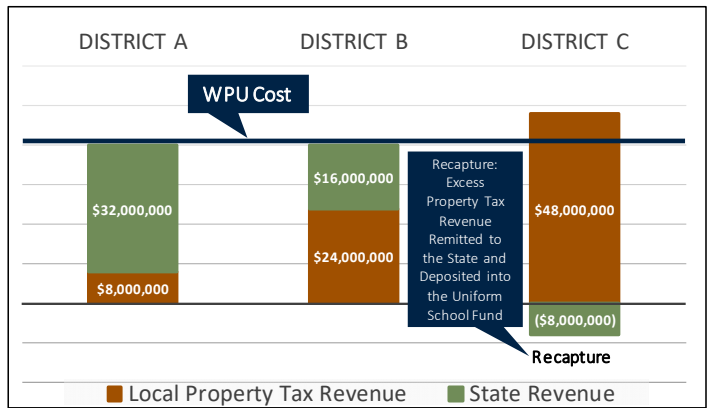 DISTRICT A
DISTRICT B
DISTRICT C
WPU Cost
$32,000,000
$8,000,000
$16,000,000
$24,000,000
Recapture:
Excess
Property Tax
Revenue
Remitted to
the State and
Deposited into
the Uniform
School Fund
$48,000,000
($8,000,000)
Recapture
Local Property Tax Revenue
State Revenue